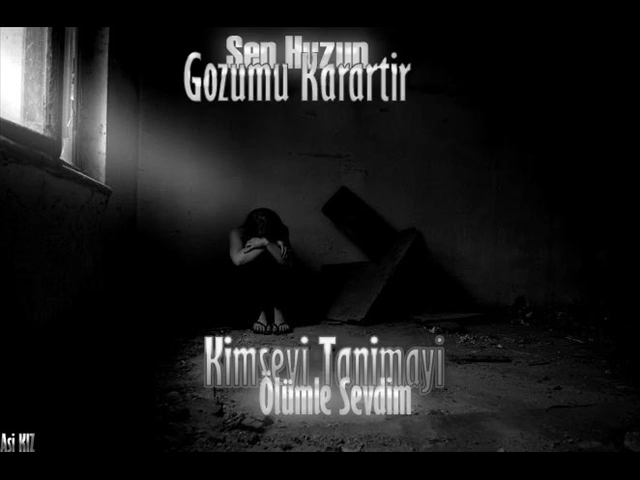 Sen Huzun
Gozumu Karartir
Kimseyi Tanimayi
Ölümle Sevdim
Asi KIZ